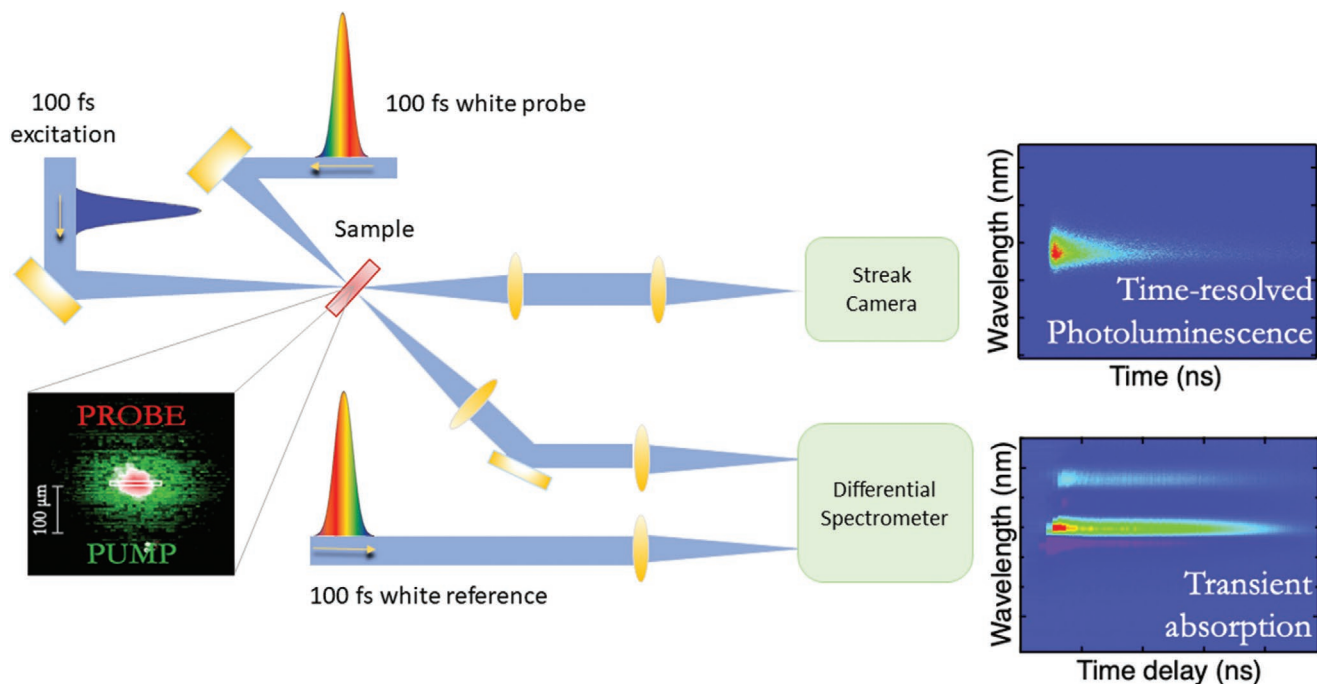 100 fs
excitation
100 fs white probe
Sample
PROBE
100 μm
PUMP
100 fs white reference
Streak
Camera
Differential
Spectrometer
Wavelength (nm)
Time-resolved
Photoluminescence
Time (ns)
Wavelength (nm)
Transient
absorption
Time delay (ns)